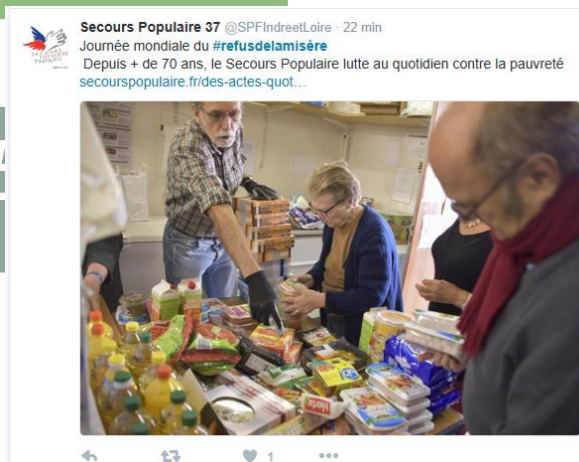 Secours Populaire 37 @SPFIndreetLoire · 22 min
Journée mondiale du #refusdelamisère
Depuis + de 70 ans, le Secours Populaire lutte au quotidien contre la pauvreté
secourspopulaire.fr/des-actes-quot…
Herta
1